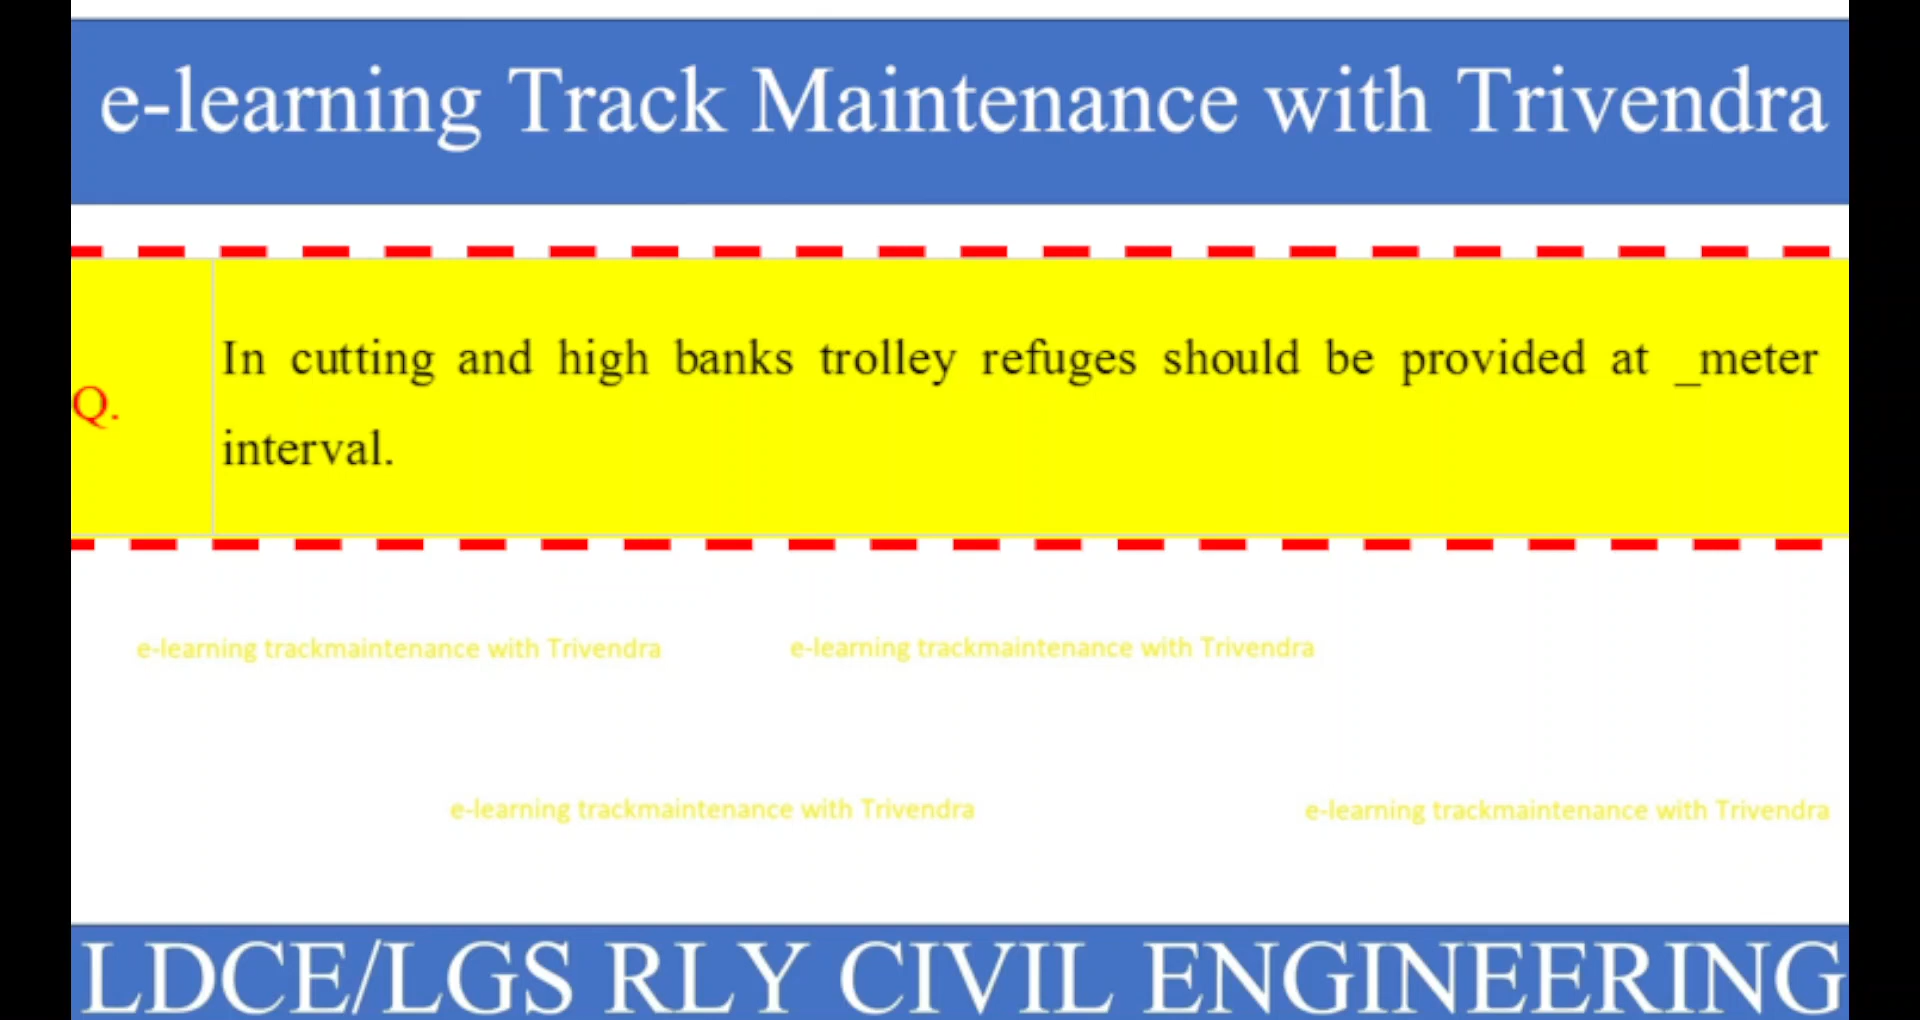 e-learning Track Maintenance with Trivendra
Q.
In cutting and high banks trolley refuges should be provided at _meter
interval.
e-learning trackmaintenance with Trivendra
e-learning trackmaintenance with Trivendra
e-learning trackmaintenance with Trivendra
e-learning trackmaintenance with Trivendra
LDCE/LGS RLY CIVIL ENGINEERING